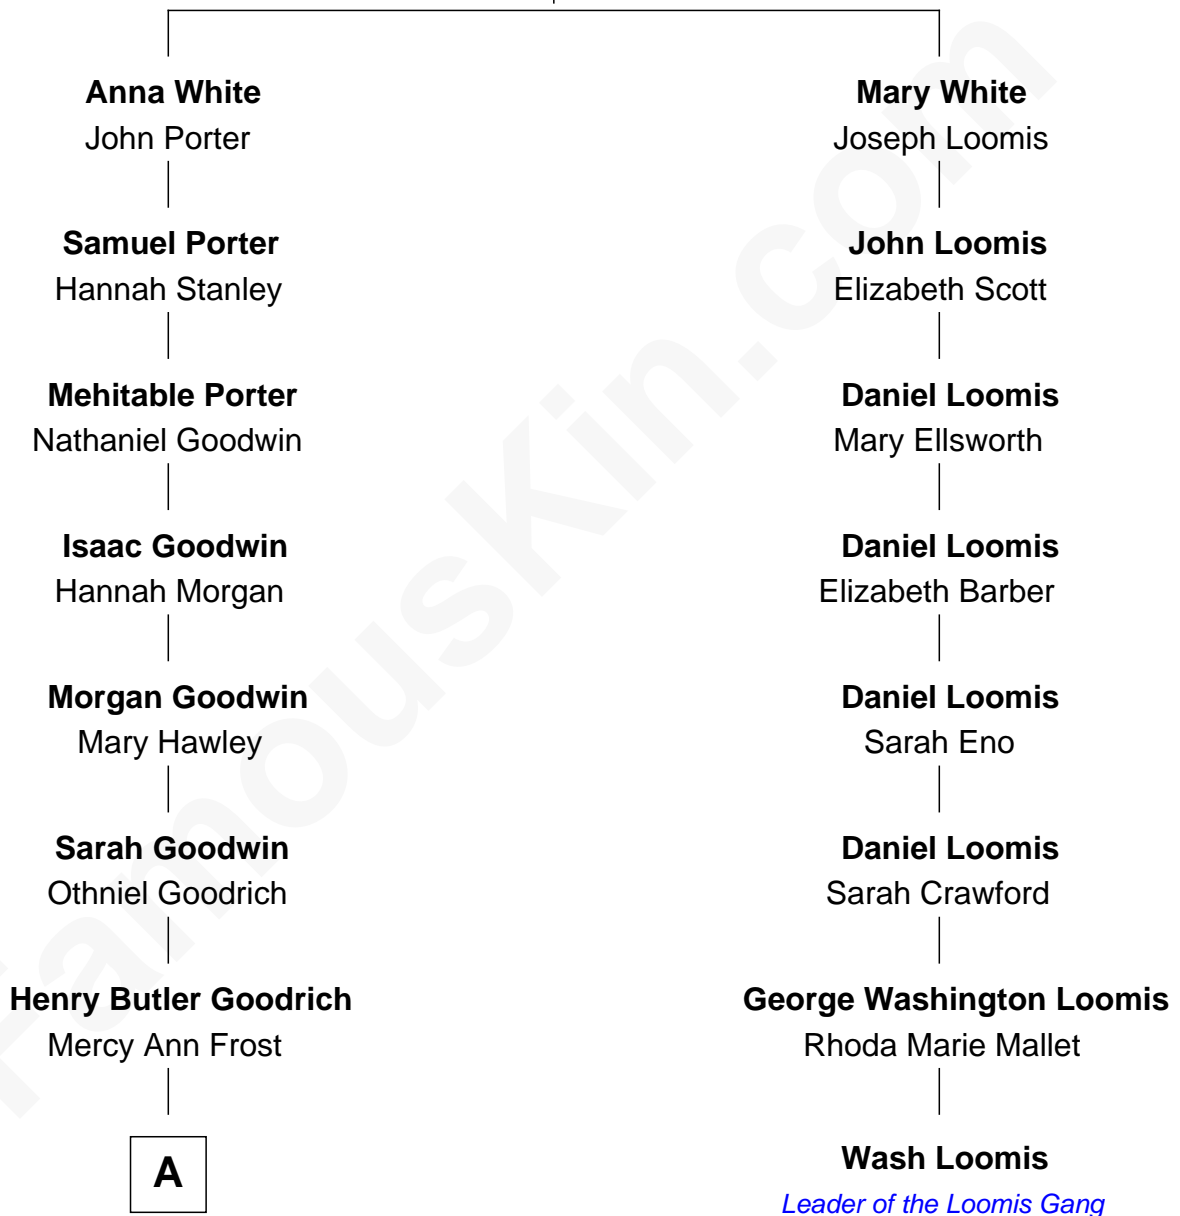 Anna White
John Porter
Samuel Porter
Hannah Stanley
Mehitable Porter
Nathaniel Goodwin
Isaac Goodwin
Hannah Morgan
Morgan Goodwin
Mary Hawley
Sarah Goodwin
Othniel Goodrich
Henry Butler Goodrich
Mercy Ann Frost
A
Mary White
Joseph Loomis
John Loomis
Elizabeth Scott
Daniel Loomis
Mary Ellsworth
Daniel Loomis
Elizabeth Barber
Daniel Loomis
Sarah Eno
Daniel Loomis
Sarah Crawford
George Washington Loomis
Rhoda Marie Mallet
Wash Loomis
Leader of the Loomis Gang
FamousKin.com